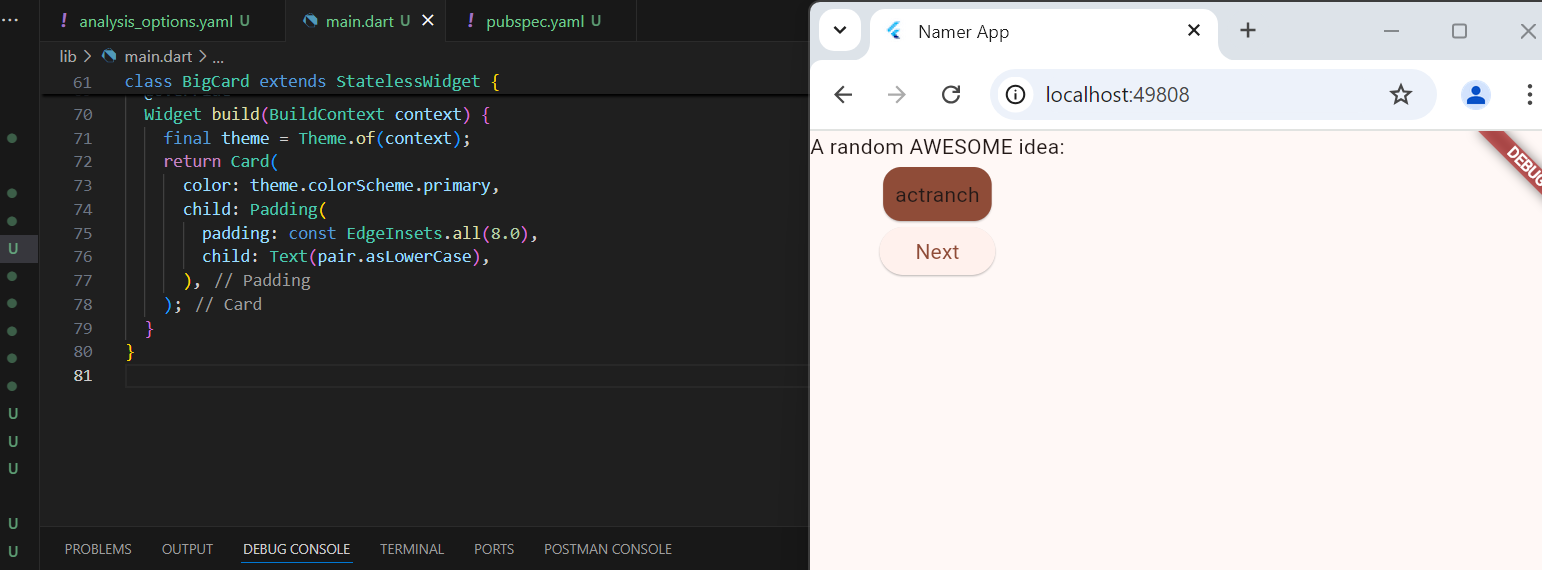 ... ! analysis_options.yaml U main.dart U × ! pubspec.yaml U
lib > main.dart > ...
61 class BigCard extends StatelessWidget {
70 Widget build(BuildContext context) {
71 final theme = Theme.of(context);
72 return Card(
73 color: theme.colorScheme.primary,
74 child: Padding(
75 padding: const EdgeInsets.all(8.0),
76 child: Text(pair.asLowerCase),
77 ), // Padding
78 ); // Card
79 }
80 }
81
U
U
U
U
U
U
PROBLEMS OUTPUT DEBUG CONSOLE TERMINAL PORTS POSTMAN CONSOLE
Namer App
localhost:49808
A random AWESOME idea:
DEBUG
actranch
Next